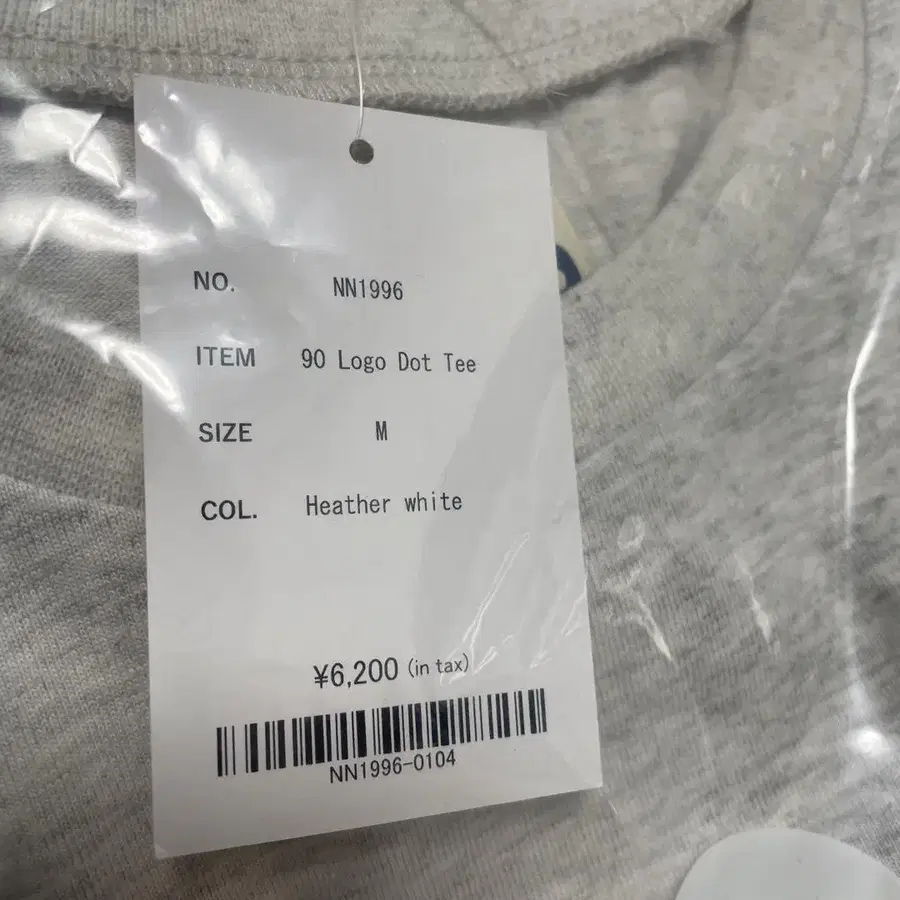 NO. NN1996
ITEM 90 Logo Dot Tee
SIZE M
COL. Heather white
¥6,200 (in tax)
NN1996-0104